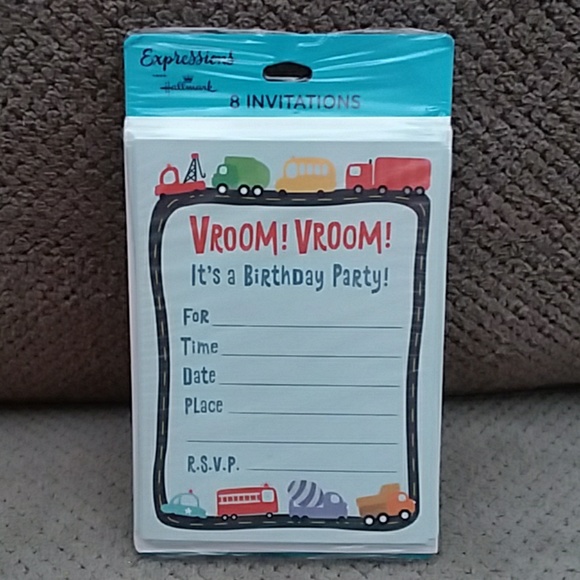 Expressions
Hallmark
8 INVITATIONS
VROOM! VROOM!
It's a Birthday Party!
For
Time
Date
Place
R.S.V.P.